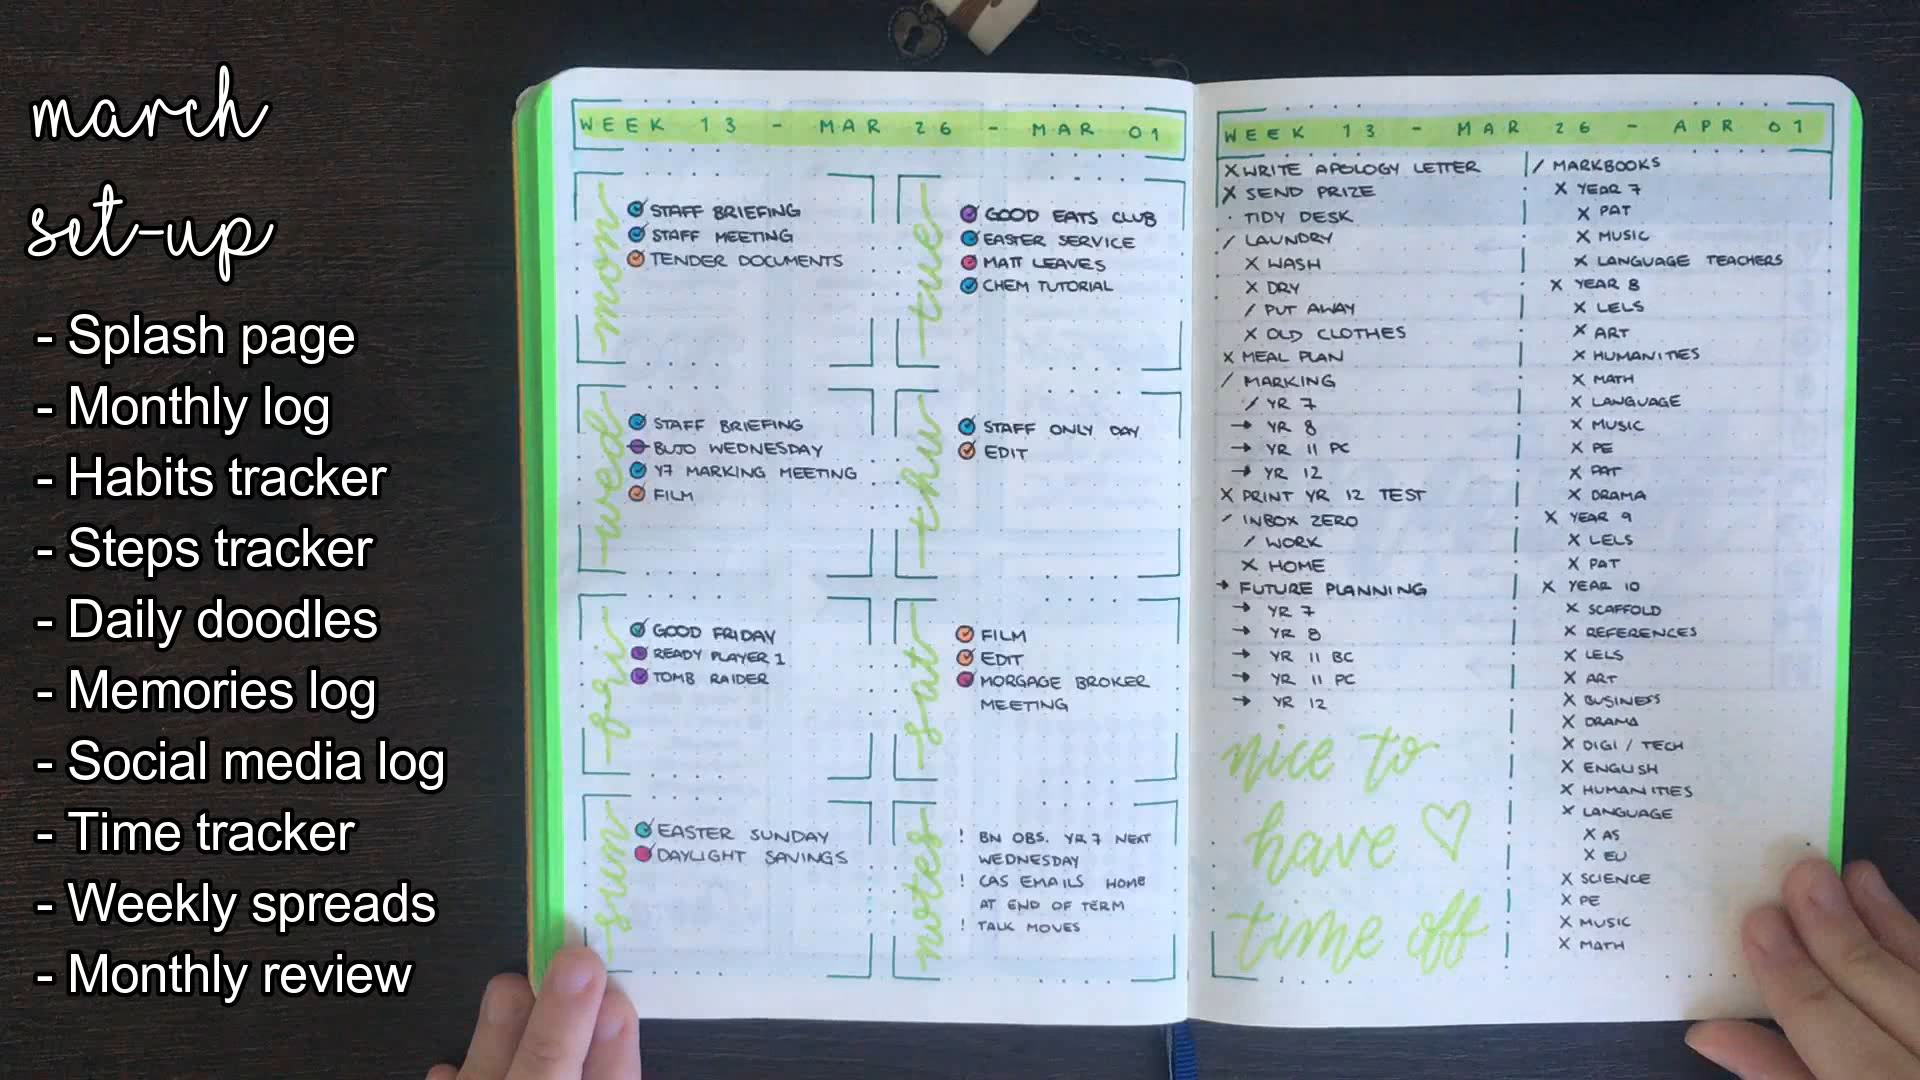 march
set-up
- Splash page
- Monthly log
- Habits tracker
- Steps tracker
- Daily doodles
- Memories log
- Social media log
- Time tracker
- Weekly spreads
- Monthly review
WEEK 13 - MAR 26 - MAR 01
mon
STAFF BRIEFING
STAFF MEETING
TENDER DOCUMENTS
tue
GOOD EATS CLUB
EASTER SERVICE
MATT LEAVES
CHEM TUTORIAL
wed
STAFF BRIEFING
BUJO WEDNESDAY
Y7 MARKING MEETING
FILM
thu
STAFF ONLY DAY
EDIT
fri
GOOD FRIDAY
READY PLAYER 1
TOMB RAIDER
sat
FILM
EDIT
MORGAGE BROKER
MEETING
sun
EASTER SUNDAY
DAYLIGHT SAVINGS
notes
! BN OBS. YR 7 NEXT
WEDNESDAY
! CAS EMAILS HOME
AT END OF TERM
! TALK MOVES
WEEK 13 - MAR 26 - APR 01
X WRITE APOLOGY LETTER
X SEND PRIZE
· TIDY DESK
/ LAUNDRY
X WASH
X DRY
/ PUT AWAY
X OLD CLOTHES
X MEAL PLAN
/ MARKING
/ YR 7
→ YR 8
→ YR 11 PC
→ YR 12
X PRINT YR 12 TEST
/ INBOX ZERO
/ WORK
X HOME
→ FUTURE PLANNING
→ YR 7
→ YR 8
→ YR 11 BC
→ YR 11 PC
→ YR 12
nice to
have ♡
time off
/ MARKBOOKS
X YEAR 7
X PAT
X MUSIC
X LANGUAGE TEACHERS
X YEAR 8
X LELS
X ART
X HUMANITIES
X MATH
X LANGUAGE
X MUSIC
X PE
X PAT
X DRAMA
X YEAR 9
X LELS
X PAT
X YEAR 10
X SCAFFOLD
X REFERENCES
X LELS
X ART
X BUSINESS
X DRAMA
X DIGI / TECH
X ENGLISH
X HUMANITIES
X LANGUAGE
X AS
X EU
X SCIENCE
X PE
X MUSIC
X MATH